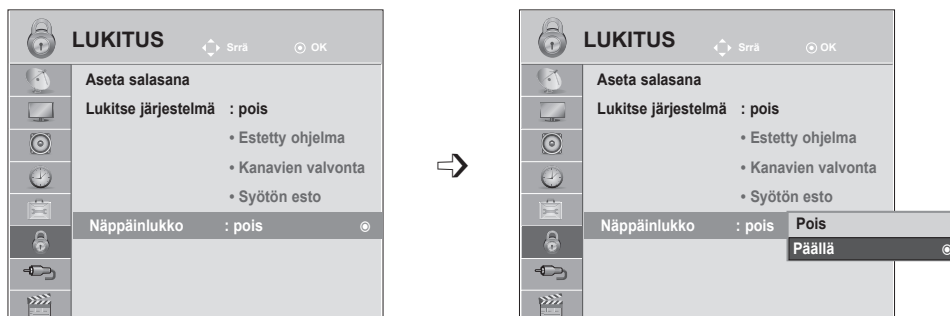 LUKITUS Srrä OK
Aseta salasana
Lukitse järjestelmä : pois
• Estetty ohjelma
• Kanavien valvonta
• Syötön esto
Näppäinlukko : pois
LUKITUS Srrä OK
Aseta salasana
Lukitse järjestelmä : pois
• Estetty ohjelma
• Kanavien valvonta
• Syötön esto
Näppäinlukko : pois
Pois
Päällä